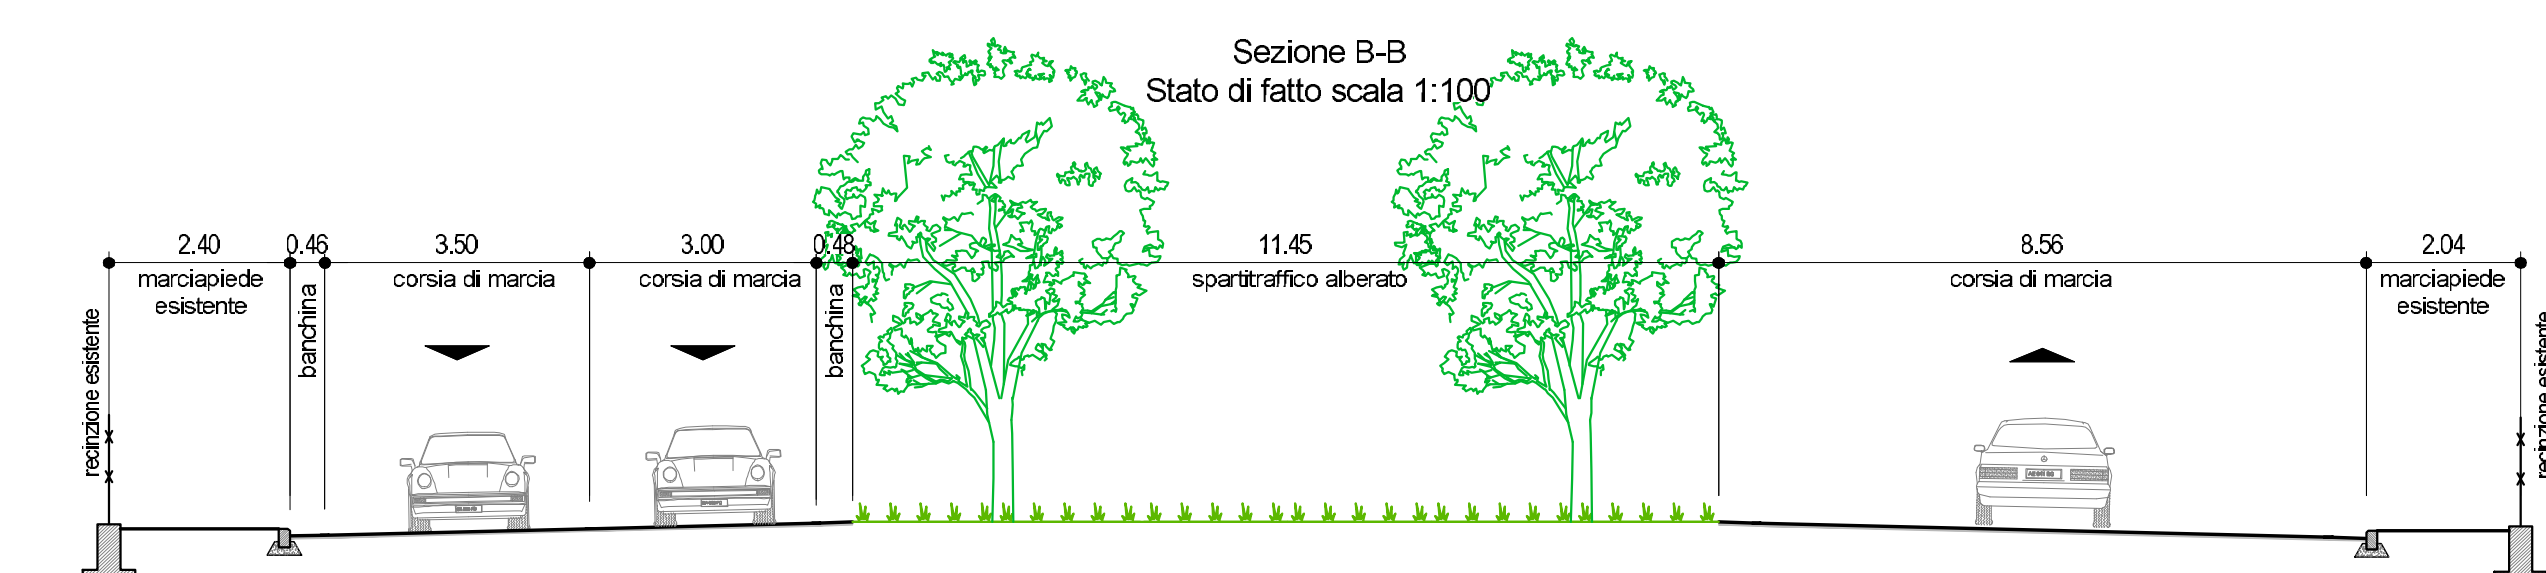 Sezione B-B
Stato di fatto scala 1:100
2.40
0.46
3.50
3.00
0.48
11.45
8.56
2.04
marciapiede
esistente
banchina
corsia di marcia
corsia di marcia
banchina
spartitraffico alberato
corsia di marcia
marciapiede
esistente
recinzione esistente
recinzione esistente